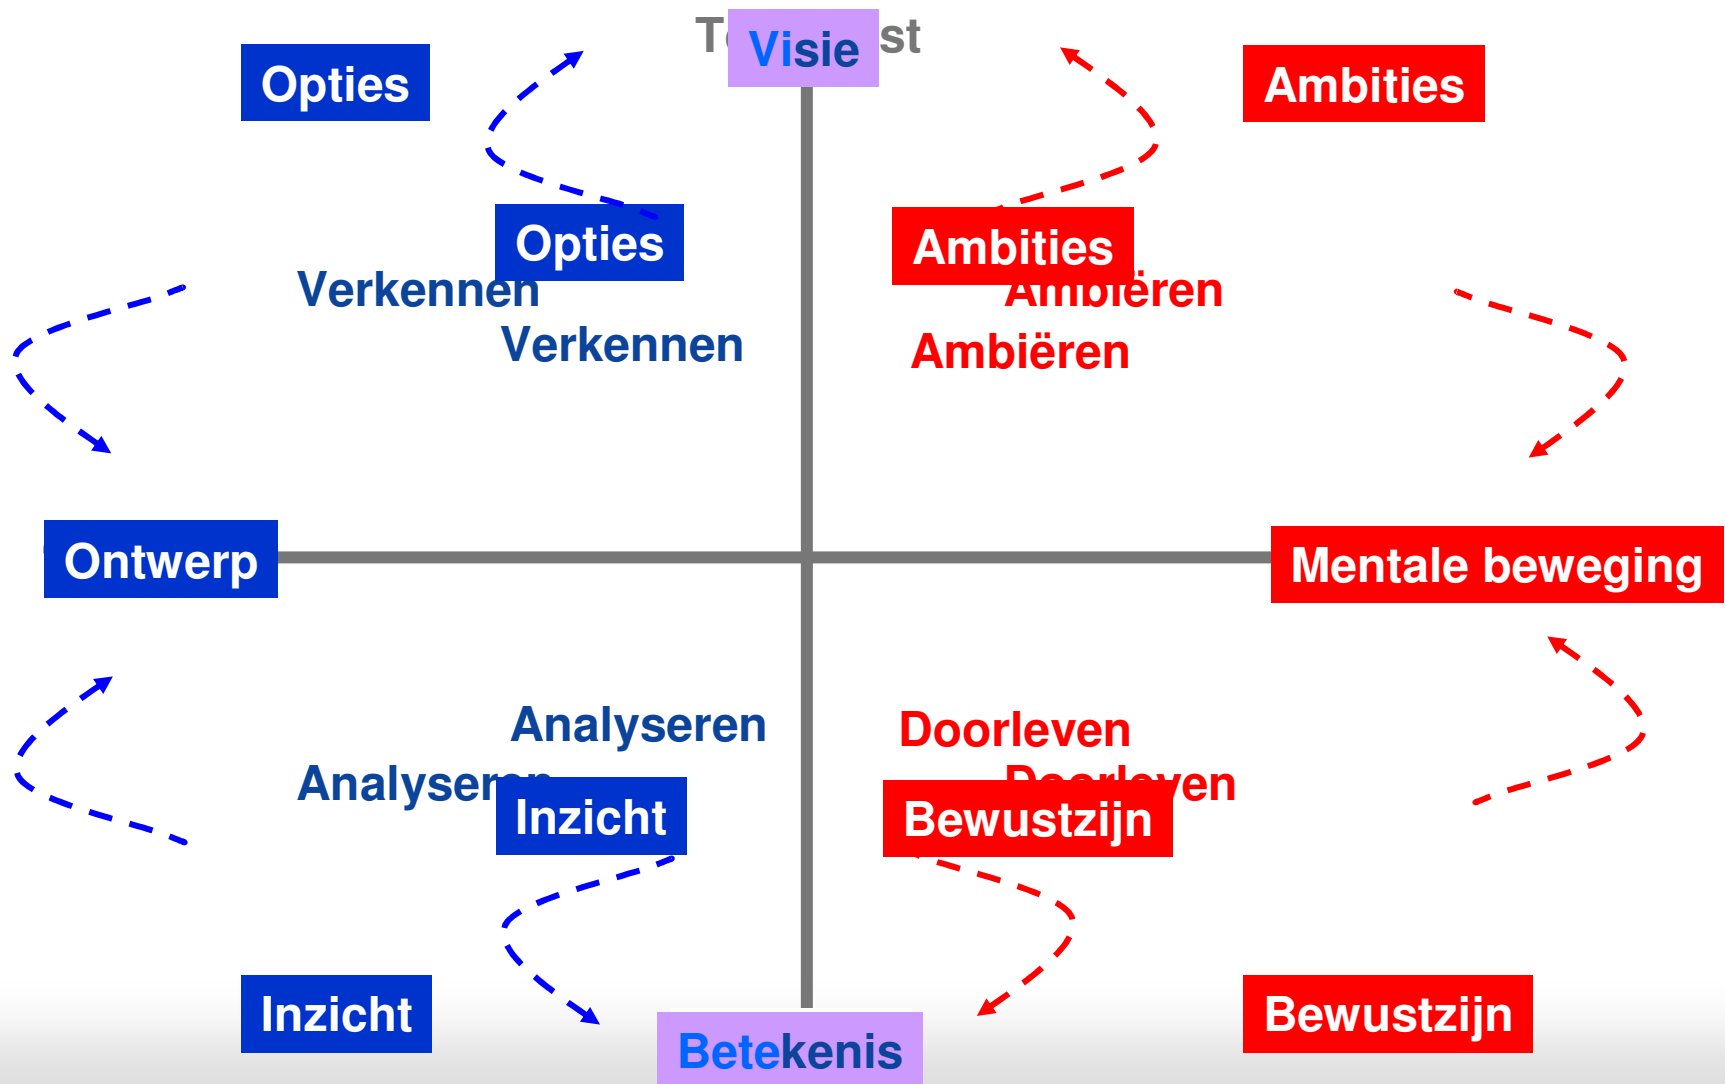 Visie
Opties
Ambities
Opties
Ambities
Verkennen
Ambiëren
Verkennen
Ambiëren
Ontwerp
Mentale beweging
Analyseren
Doorleven
Analyseren
Doorleven
Inzicht
Bewustzijn
Inzicht
Bewustzijn
Betekenis